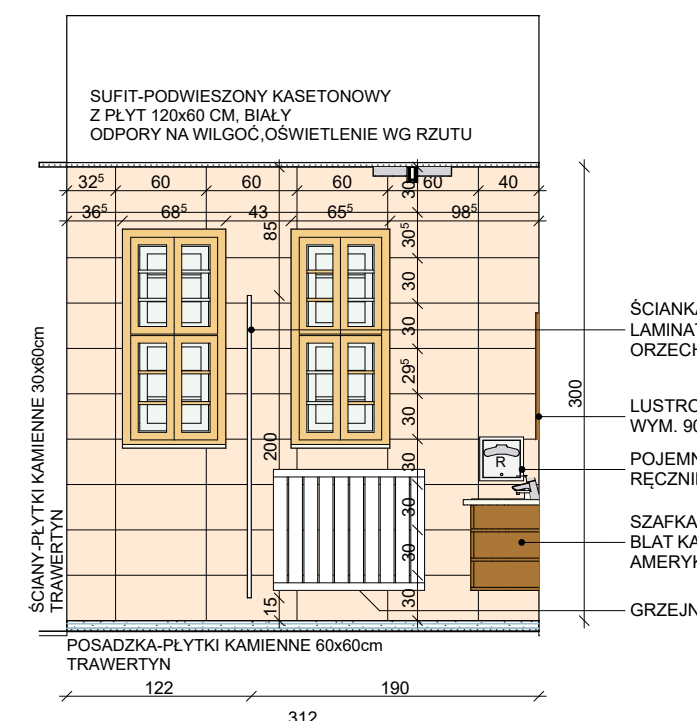 SUFIT-PODWIESZONY KASETONOWY
Z PŁYT 120x60 CM, BIAŁY
ODPORY NA WILGOĆ,OŚWIETLENIE WG RZUTU
32⁵ 60 60 60 60 40
36⁵ 68⁵ 43 65⁵ 98⁵
85
200
15
30
30⁵
30
30
29⁵
30
30
30
30
30
300
ŚCIANKA
LAMINAT
ORZECH
LUSTRO
WYM. 90
POJEMN
RĘCZNI
R
SZAFKA
BLAT KA
AMERYK
GRZEJN
ŚCIANY-PŁYTKI KAMIENNE 30x60cm
TRAWERTYN
POSADZKA-PŁYTKI KAMIENNE 60x60cm
TRAWERTYN
122 190
312